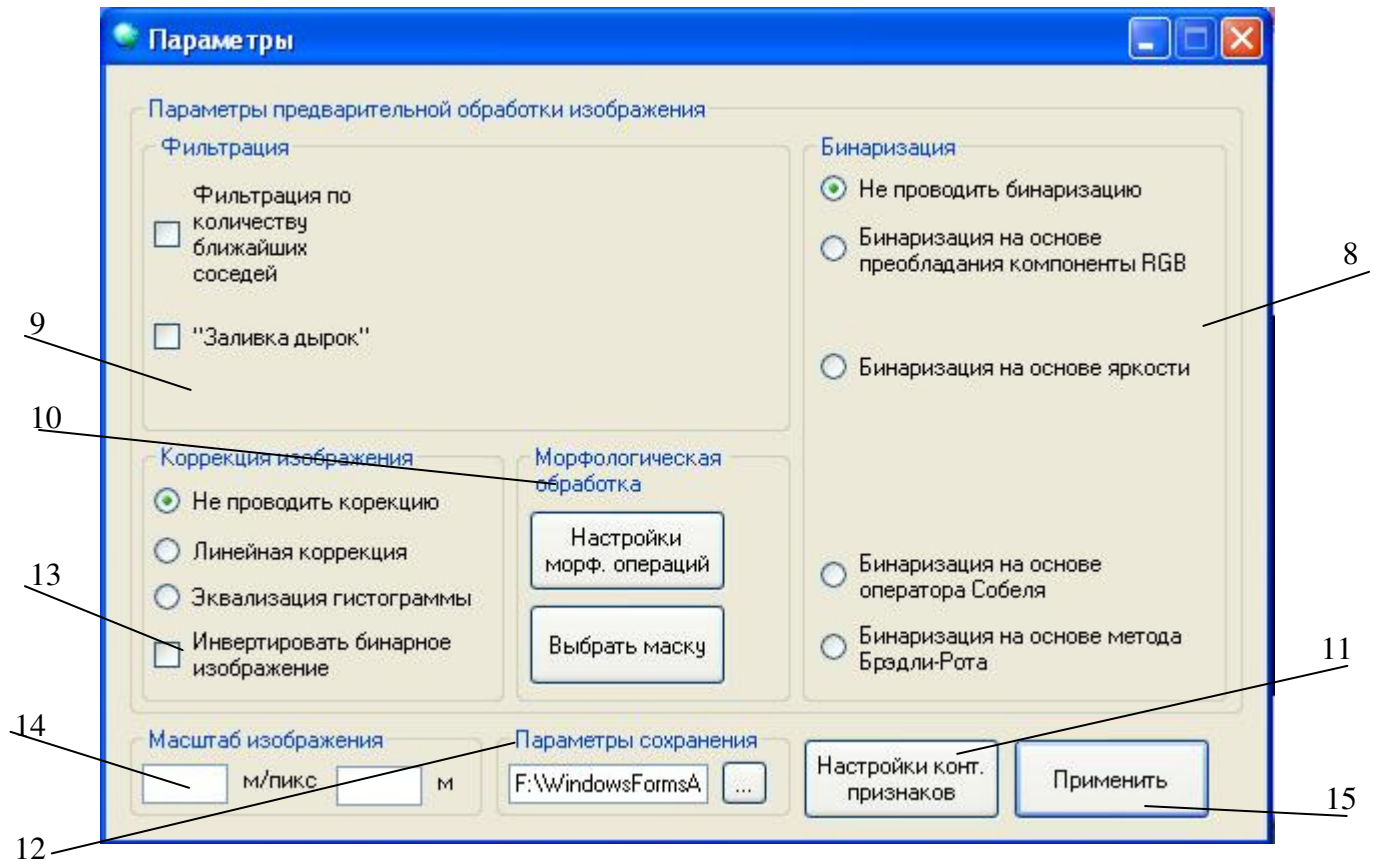 Параметры
Параметры предварительной обработки изображения
Фильтрация
Фильтрация по
количеству
ближайших
соседей
"Заливка дырок"
9
10
Бинаризация
Не проводить бинаризацию
Бинаризация на основе
преобладания компоненты RGB
8
Бинаризация на основе яркости
Бинаризация на основе
оператора Собеля
Бинаризация на основе метода
Брэдли-Рота
11
Коррекция изображения
Не проводить корекцию
Линейная коррекция
Эквализация гистограммы
13
Инвертировать бинарное
изображение
Морфологическая
обработка
Настройки
морф. операций
Выбрать маску
14
Масштаб изображения
м/пикс
м
12
Параметры сохранения
F:\WindowsFormsA
...
Настройки конт.
признаков
Применить
15